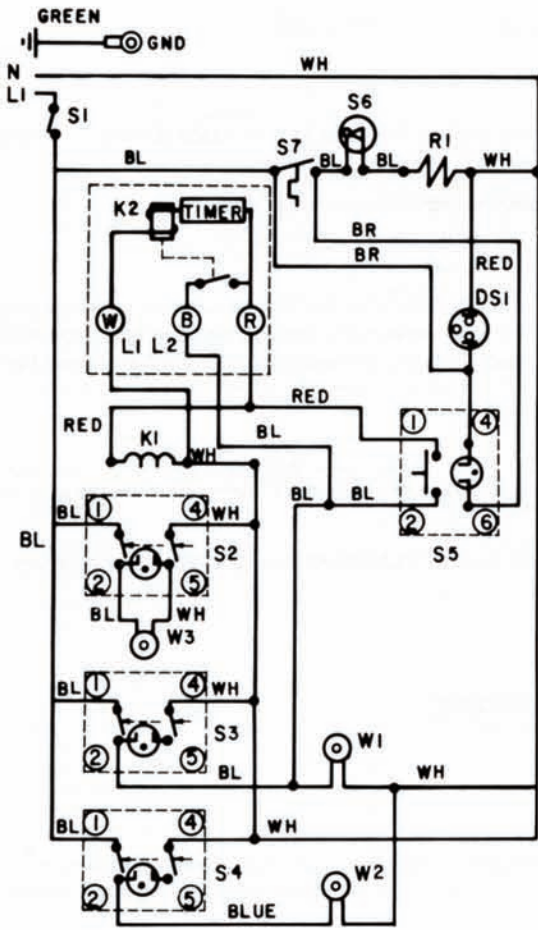 GREEN
GND
N
WH
L1
S1
S6
S7
R1
BL
BL
BL
WH
K2
TIMER
BR
BR
RED
DS1
W
B
R
L1 L2
RED
1
4
RED
K1
WH
BL
BL
BL
2
6
S5
1
4
BL
WH
S2
BL
2
5
BL
WH
W3
1
4
BL
WH
S3
2
5
W1
BL
WH
1
4
BL
WH
S4
W2
2
5
BLUE